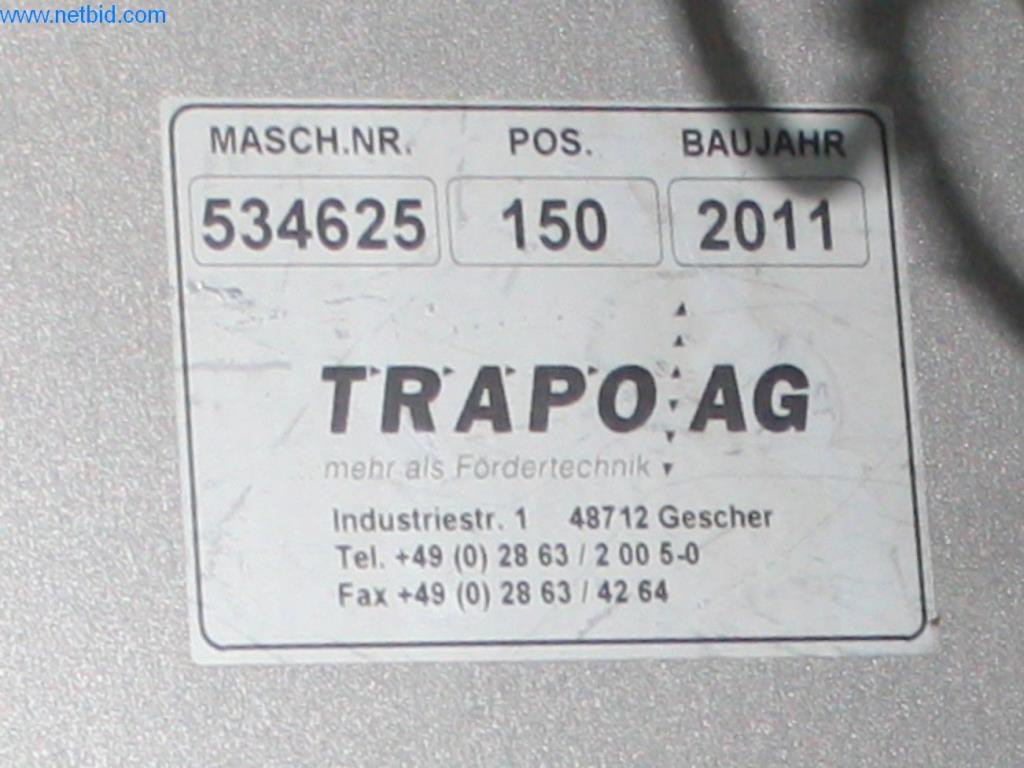 www.netbid.com
MASCH.NR. POS. BAUJAHR
534625 150 2011
TRAPO AG
mehr als Fördertechnik
Industriestr. 1 48712 Gescher
Tel. +49 (0) 28 63 / 2 00 5-0
Fax +49 (0) 28 63 / 42 64